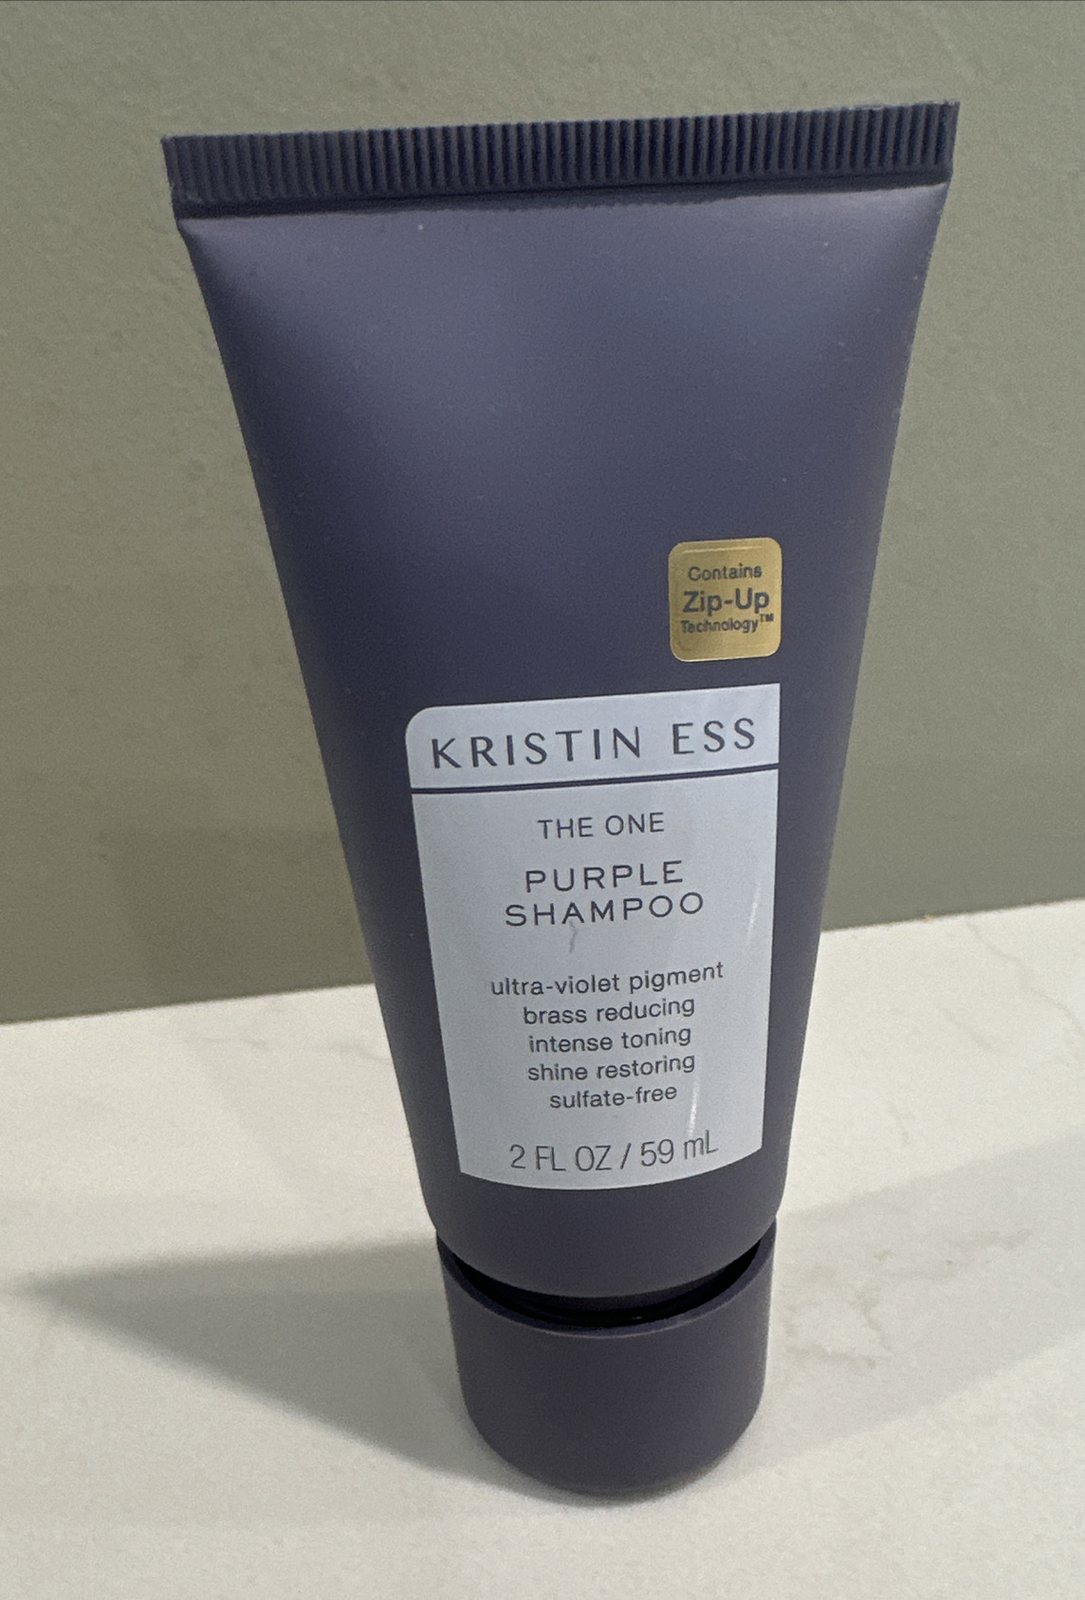 Contains
Zip-Up
Technology™
KRISTIN ESS
THE ONE
PURPLE
SHAMPOO
ultra-violet pigment
brass reducing
intense toning
shine restoring
sulfate-free
2 FL OZ / 59 mL